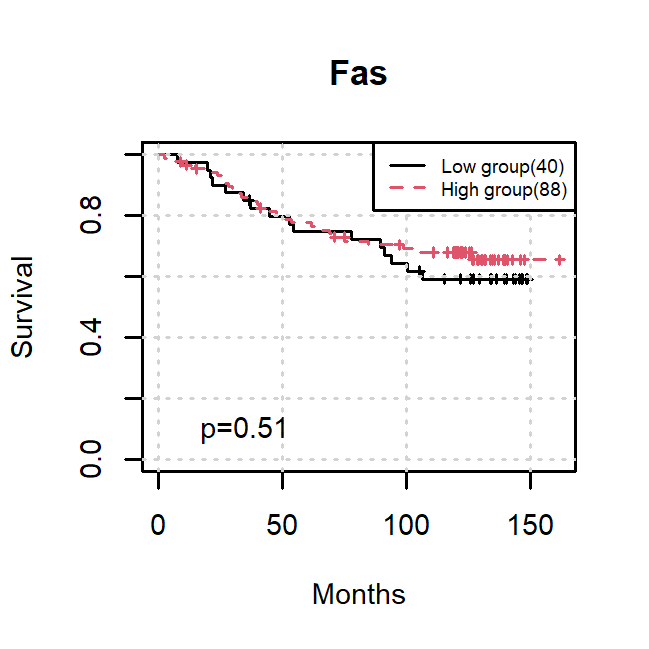 Fas
Low group(40)
High group(88)
Survival
0.8
0.4
0.0
p=0.51
0 50 100 150
Months